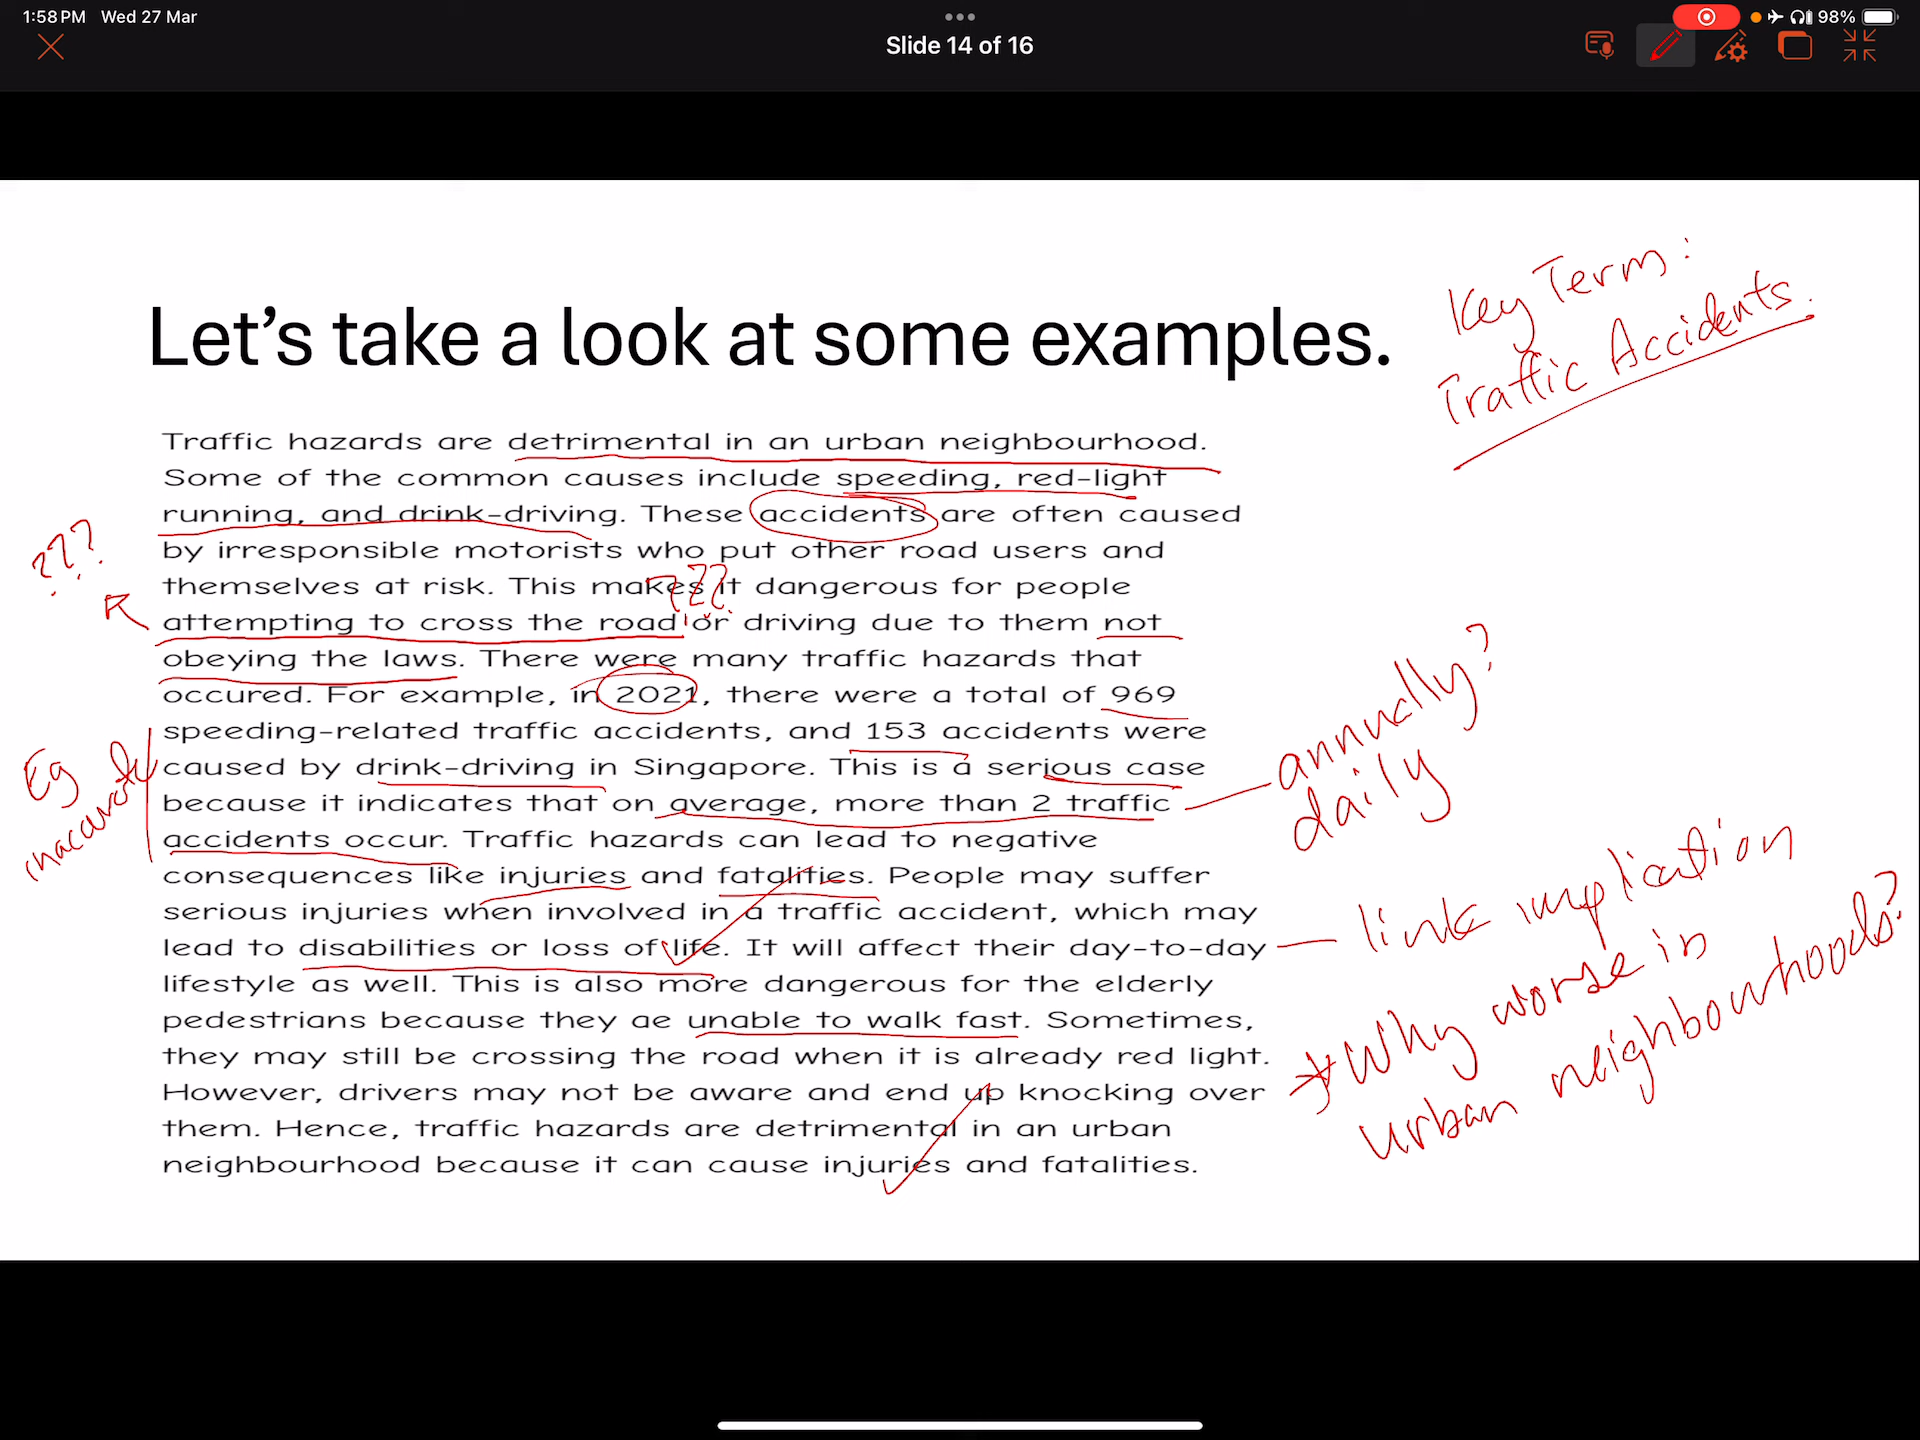 1:58 PM Wed 27 Mar
98%
Slide 14 of 16
Key Term:
Traffic Accidents.
Let's take a look at some examples.
Traffic hazards are detrimental in an urban neighbourhood.
Some of the common causes include speeding, red-light
running, and drink-driving. These accidents are often caused
by irresponsible motorists who put other road users and
???
themselves at risk. This makes it dangerous for people
???
attempting to cross the road or driving due to them not
obeying the laws. There were many traffic hazards that
occured. For example, in 2021, there were a total of 969
speeding-related traffic accidents, and 153 accidents were
caused by drink-driving in Singapore. This is a serious case
because it indicates that on average, more than 2 traffic
accidents occur. Traffic hazards can lead to negative
consequences like injuries and fatalities. People may suffer
serious injuries when involved in a traffic accident, which may
lead to disabilities or loss of life. It will affect their day-to-day
lifestyle as well. This is also more dangerous for the elderly
pedestrians because they ae unable to walk fast. Sometimes,
they may still be crossing the road when it is already red light.
However, drivers may not be aware and end up knocking over
them. Hence, traffic hazards are detrimental in an urban
neighbourhood because it can cause injuries and fatalities.
Eg
annually?
daily
link implication
*Why worse in
urban neighbourhoods?